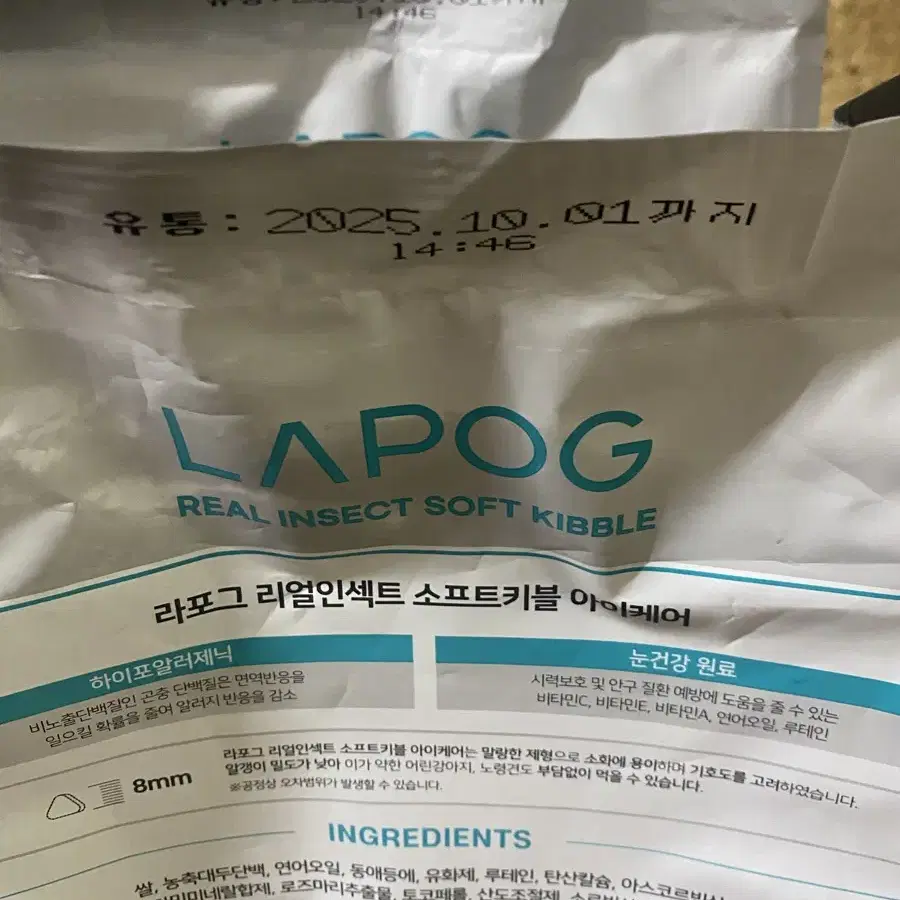 14:46
유통: 2025.10.01까지
14:46
LAPOG
REAL INSECT SOFT KIBBLE
라포그 리얼인섹트 소프트키블 아이케어
하이포알러제닉
비노출단백질인 곤충 단백질은 면역반응을
일으킬 확률을 줄여 알러지 반응을 감소
눈건강 원료
시력보호 및 안구 질환 예방에 도움을 줄 수 있는
비타민C, 비타민E, 비타민A, 연어오일, 루테인
8mm
라포그 리얼인섹트 소프트키블 아이케어는 말랑한 제형으로 소화에 용이하며 기호도를 고려하였습니다.
알갱이 밀도가 낮아 이가 약한 어린강아지, 노령견도 부담없이 먹을 수 있습니다.
※공정상 오차범위가 발생할 수 있습니다.
INGREDIENTS
쌀, 농축대두단백, 연어오일, 동애등에, 유화제, 루테인, 탄산칼슘,
로즈마리추출물, 토코페롤, 산도조절제,